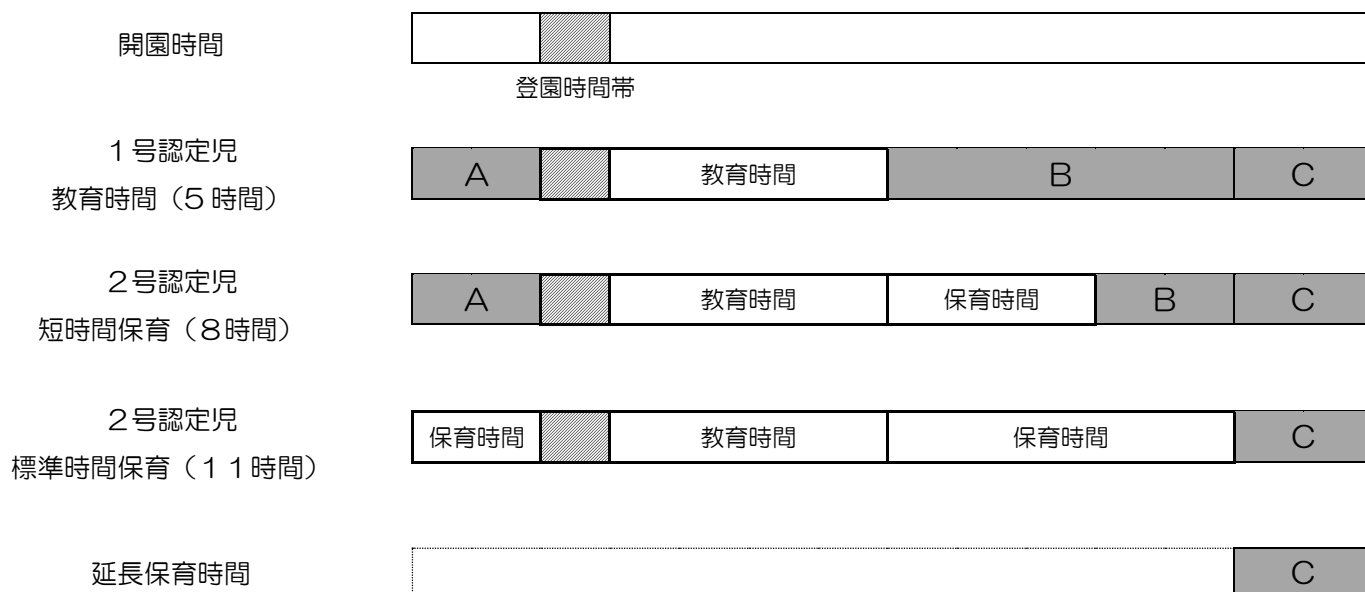 開園時間
登園時間帯
１号認定児
教育時間（５時間）
A 教育時間 B C
２号認定児
短時間保育（８時間）
A 教育時間 保育時間 B C
２号認定児
標準時間保育（１１時間）
保育時間 教育時間 保育時間 C
延長保育時間 C